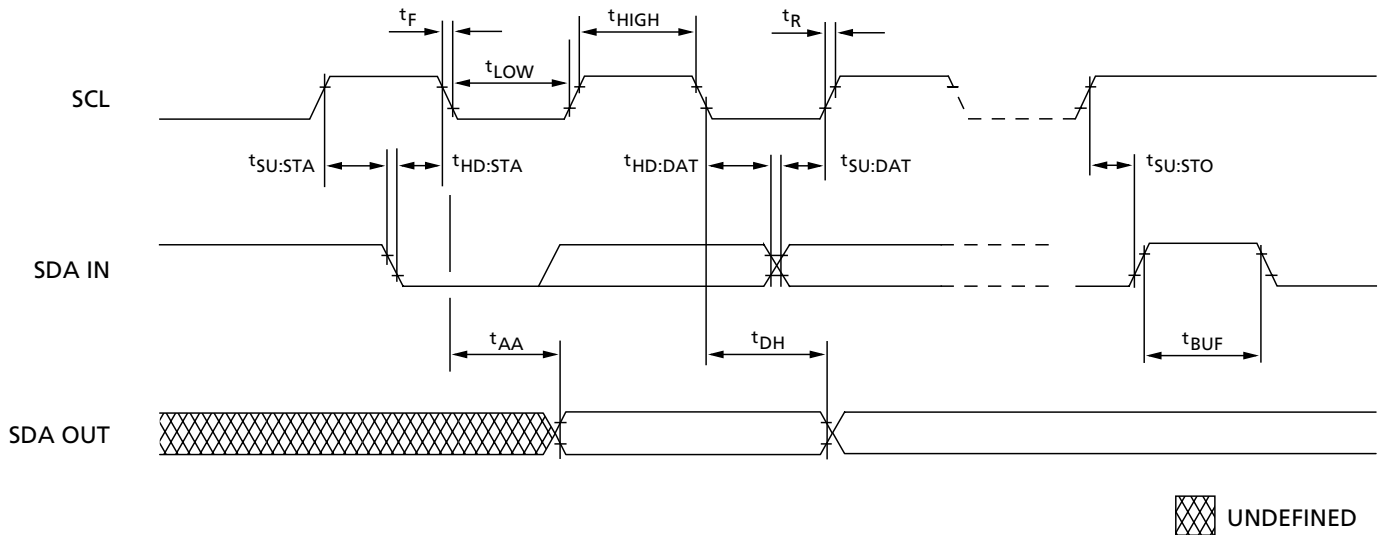 tF
tHIGH
tR
tLOW
SCL
tSU:STA
tHD:STA
tHD:DAT
tSU:DAT
tSU:STO
SDA IN
tAA
tDH
tBUF
SDA OUT
UNDEFINED